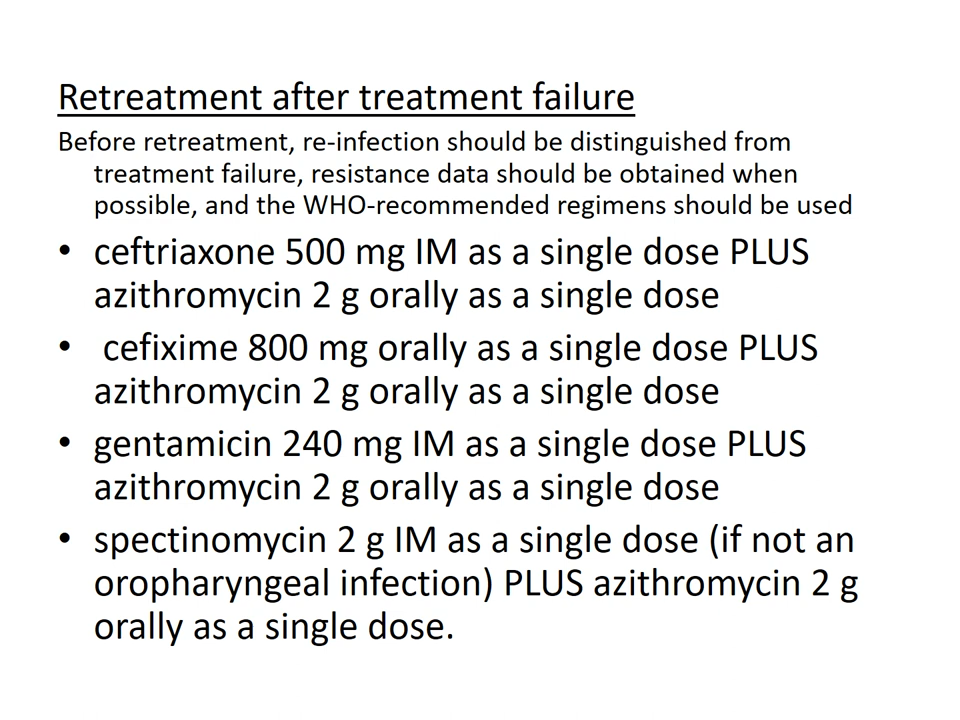 Retreatment after treatment failure
Before retreatment, re-infection should be distinguished from
treatment failure, resistance data should be obtained when
possible, and the WHO-recommended regimens should be used
• ceftriaxone 500 mg IM as a single dose PLUS
azithromycin 2 g orally as a single dose
• cefixime 800 mg orally as a single dose PLUS
azithromycin 2 g orally as a single dose
• gentamicin 240 mg IM as a single dose PLUS
azithromycin 2 g orally as a single dose
• spectinomycin 2 g IM as a single dose (if not an
oropharyngeal infection) PLUS azithromycin 2 g
orally as a single dose.